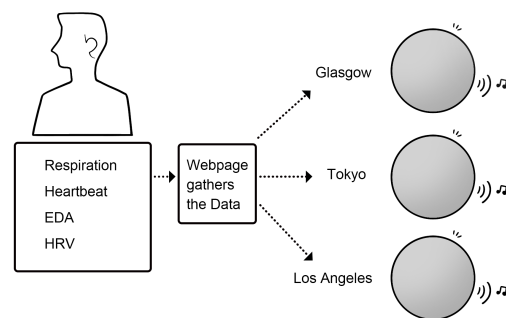 Respiration
Heartbeat
EDA
HRV
Webpage
gathers
the Data
Glasgow
Tokyo
Los Angeles